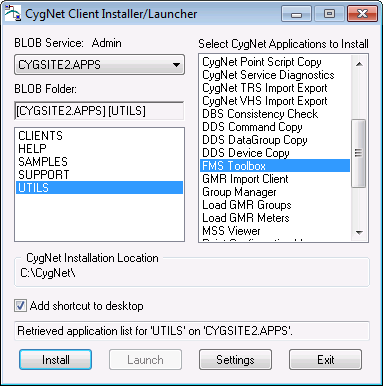 CygNet Client Installer/Launcher
BLOB Service: Admin
CYGSITE2.APPS
BLOB Folder:
[CYGSITE2.APPS] [UTILS]
CLIENTS
HELP
SAMPLES
SUPPORT
UTILS
Select CygNet Applications to Install
CygNet Point Script Copy
CygNet Service Diagnostics
CygNet TRS Import Export
CygNet VHS Import Export
DBS Consistency Check
DDS Command Copy
DDS DataGroup Copy
DDS Device Copy
FMS Toolbox
GMR Import Client
Group Manager
Load GMR Groups
Load GMR Meters
MSS Viewer
CygNet Installation Location
C:\CygNet\
Add shortcut to desktop
Retrieved application list for 'UTILS' on 'CYGSITE2.APPS'.
Install
Launch
Settings
Exit